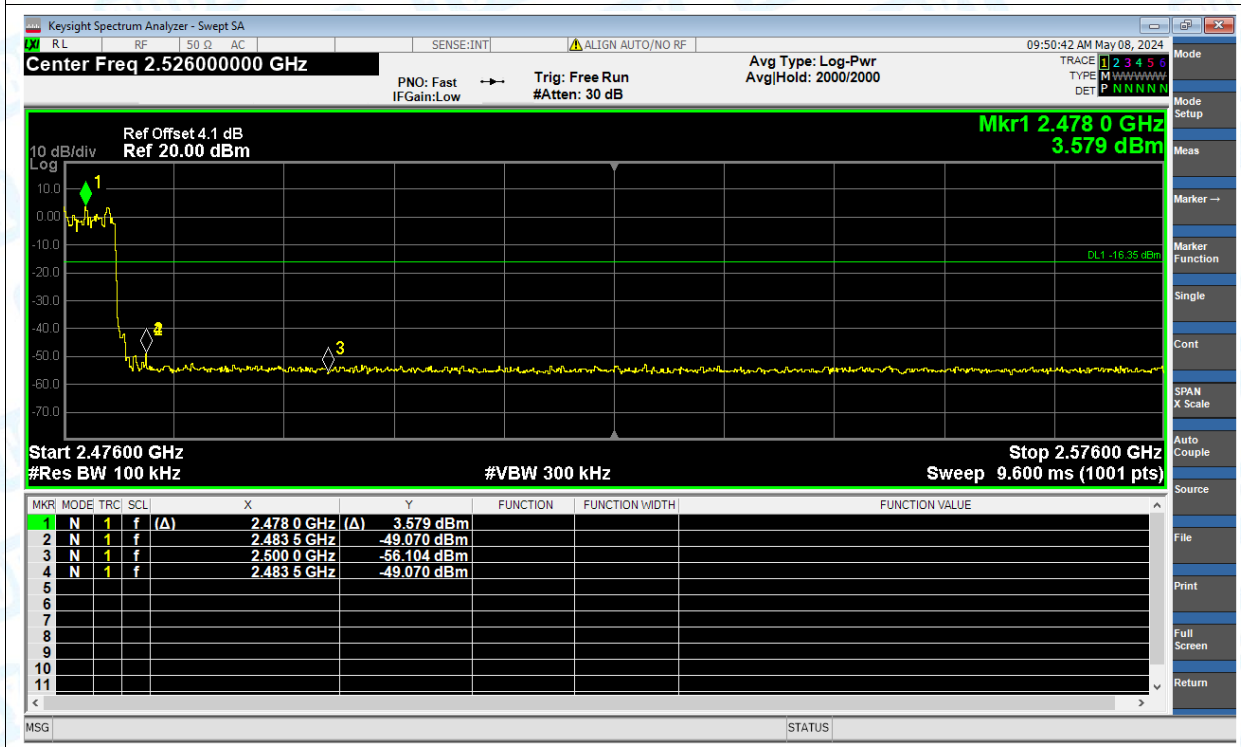 Keysight Spectrum Analyzer - Swept SA
LXI RL RF 50 Ω AC SENSE:INT ALIGN AUTO/NO RF 09:50:42 AM May 08, 2024
Center Freq 2.526000000 GHz
PNO: Fast
IFGain:Low
Trig: Free Run
#Atten: 30 dB
Avg Type: Log-Pwr
Avg|Hold: 2000/2000
TRACE 1 2 3 4 5 6
TYPE M WWWWW
DET P N N N N N
Ref Offset 4.1 dB
10 dB/div Ref 20.00 dBm
Log
Mkr1 2.478 0 GHz
3.579 dBm
10.0
0.00
-10.0
-20.0
-30.0
-40.0
-50.0
-60.0
-70.0
1
3
DL1 -16.35 dBm
Start 2.47600 GHz Stop 2.57600 GHz
#Res BW 100 kHz #VBW 300 kHz Sweep 9.600 ms (1001 pts)
MKR MODE TRC SCL X Y FUNCTION FUNCTION WIDTH FUNCTION VALUE
1 N 1 f (Δ) 2.478 0 GHz (Δ) 3.579 dBm
2 N 1 f 2.483 5 GHz -49.070 dBm
3 N 1 f 2.500 0 GHz -56.104 dBm
4 N 1 f 2.483 5 GHz -49.070 dBm
5
6
7
8
9
10
11
MSG STATUS
Mode
Mode
Setup
Meas
Marker →
Marker
Function
Single
Cont
SPAN
X Scale
Auto
Couple
Source
File
Print
Full
Screen
Return